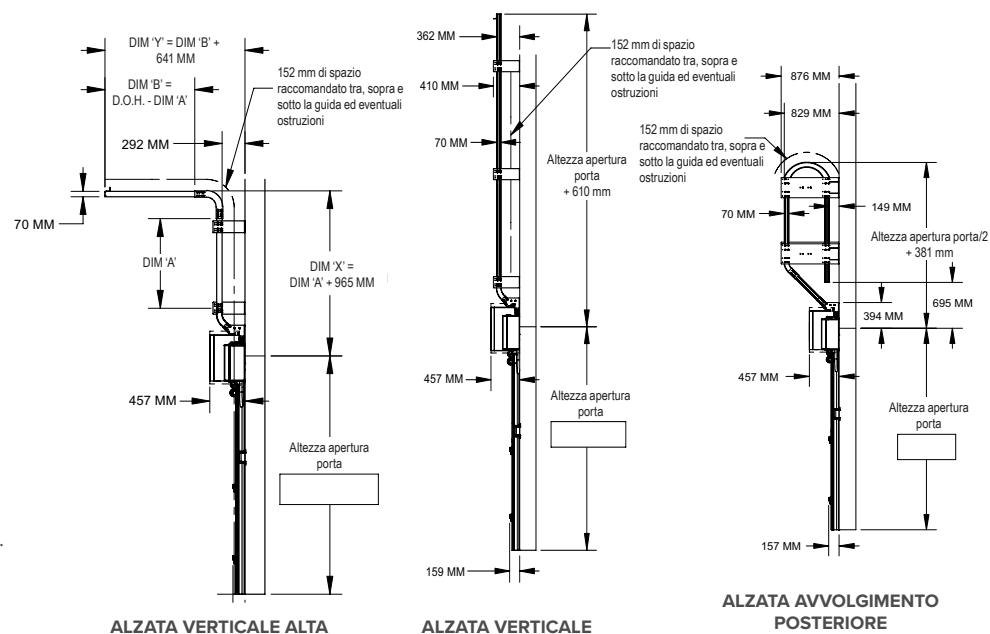 DIM 'Y' = DIM 'B' +
641 MM
DIM 'B' =
D.O.H. - DIM 'A'
292 MM
152 mm di spazio
raccomandato tra, sopra e
sotto la guida ed eventuali
ostruzioni
70 MM
DIM 'A'
DIM 'X' =
DIM 'A' + 965 MM
457 MM
Altezza apertura
porta
ALZATA VERTICALE ALTA
362 MM
152 mm di spazio
raccomandato tra, sopra e
sotto la guida ed eventuali
ostruzioni
410 MM
70 MM
Altezza apertura
porta
+ 610 mm
457 MM
Altezza apertura
porta
159 MM
ALZATA VERTICALE
876 MM
829 MM
152 mm di spazio
raccomandato tra, sopra e
sotto la guida ed eventuali
ostruzioni
149 MM
70 MM
Altezza apertura porta/2
+ 381 mm
695 MM
394 MM
457 MM
Altezza apertura
porta
157 MM
ALZATA AVVOLGIMENTO
POSTERIORE